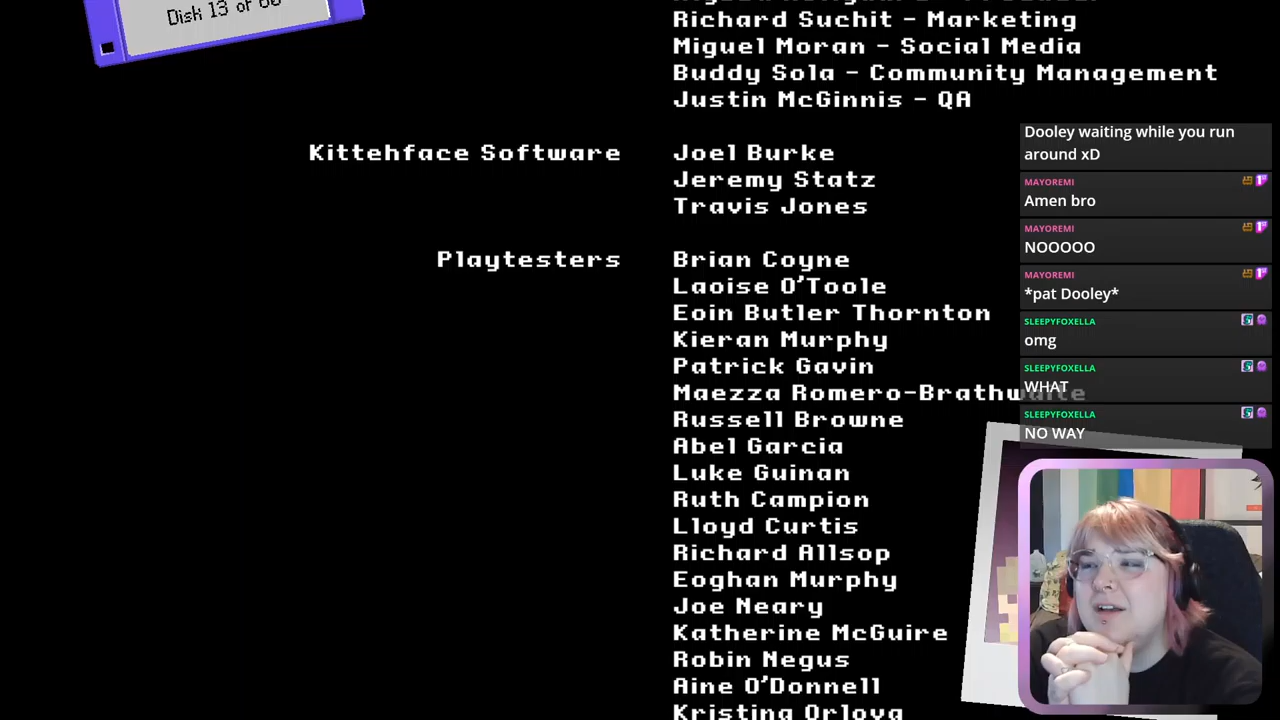 Disk 13 of
Richard Suchit - Marketing
Miguel Moran - Social Media
Buddy Sola - Community Management
Justin McGinnis - QA
Kittehface Software
Joel Burke
Jeremy Statz
Travis Jones
Playtesters
Brian Coyne
Laoise O'Toole
Eoin Butler Thornton
Kieran Murphy
Patrick Gavin
Maezza Romero-Brathwaite
Russell Browne
Abel Garcia
Luke Guinan
Ruth Campion
Lloyd Curtis
Richard Allsop
Eoghan Murphy
Joe Neary
Katherine McGuire
Robin Negus
Aine O'Donnell
Kristina Orlova
Dooley waiting while you run
around xD
MAYOREMI
Amen bro
MAYOREMI
NOOOOO
MAYOREMI
*pat Dooley*
SLEEPYFOXELLA
omg
SLEEPYFOXELLA
WHAT
SLEEPYFOXELLA
NO WAY